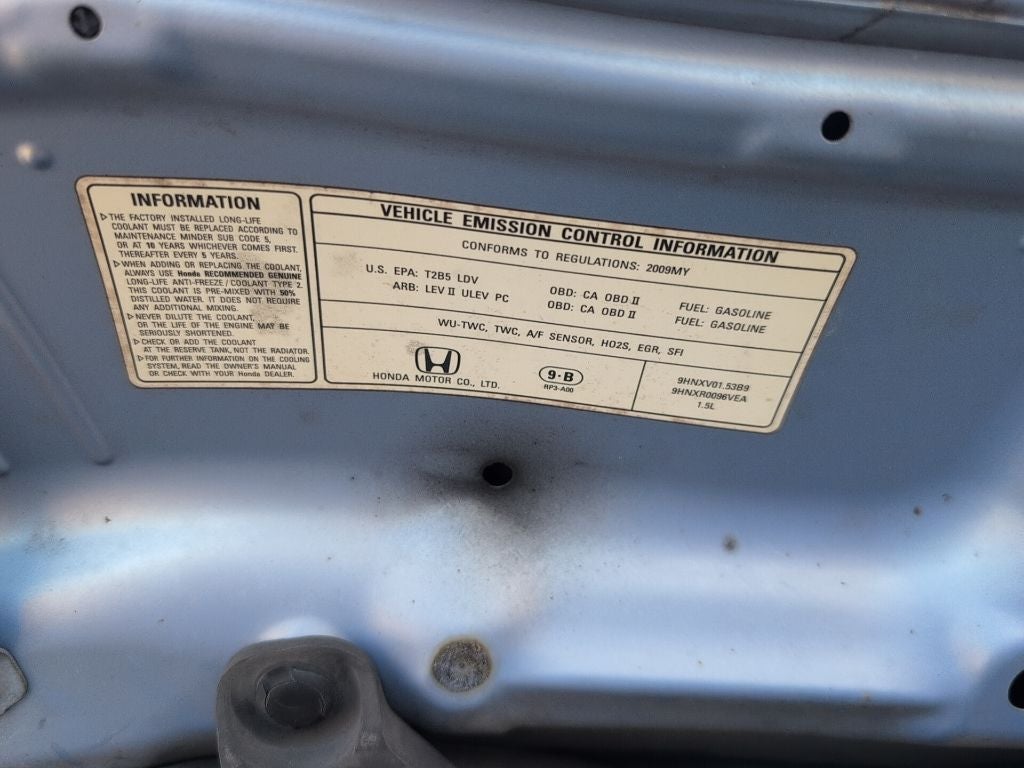 INFORMATION
▷THE FACTORY INSTALLED LONG-LIFE
COOLANT MUST BE REPLACED ACCORDING TO
MAINTENANCE MINDER SUB CODE 5,
OR AT 10 YEARS WHICHEVER COMES FIRST.
THEREAFTER EVERY 5 YEARS.
▷WHEN ADDING OR REPLACING THE COOLANT,
ALWAYS USE Honda RECOMMENDED GENUINE
LONG-LIFE ANTI-FREEZE/COOLANT TYPE 2.
THIS COOLANT IS PRE-MIXED WITH 50%
DISTILLED WATER. IT DOES NOT REQUIRE
ANY ADDITIONAL MIXING.
▷NEVER DILUTE THE COOLANT,
OR THE LIFE OF THE ENGINE MAY BE
SERIOUSLY SHORTENED.
▷CHECK OR ADD THE COOLANT
AT THE RESERVE TANK, NOT THE RADIATOR.
▷FOR FURTHER INFORMATION ON THE COOLING
SYSTEM, READ THE OWNER'S MANUAL
OR CHECK WITH YOUR Honda DEALER.
VEHICLE EMISSION CONTROL INFORMATION
CONFORMS TO REGULATIONS: 2009MY
U.S. EPA: T2B5 LDV OBD: CA OBD II FUEL: GASOLINE
ARB: LEV II ULEV PC OBD: CA OBD II FUEL: GASOLINE
WU-TWC, TWC, A/F SENSOR, HO2S, EGR, SFI
HONDA MOTOR CO., LTD.
9·B
RP3-A00
9HNXV01.53B9
9HNXR0096VEA
1.5L